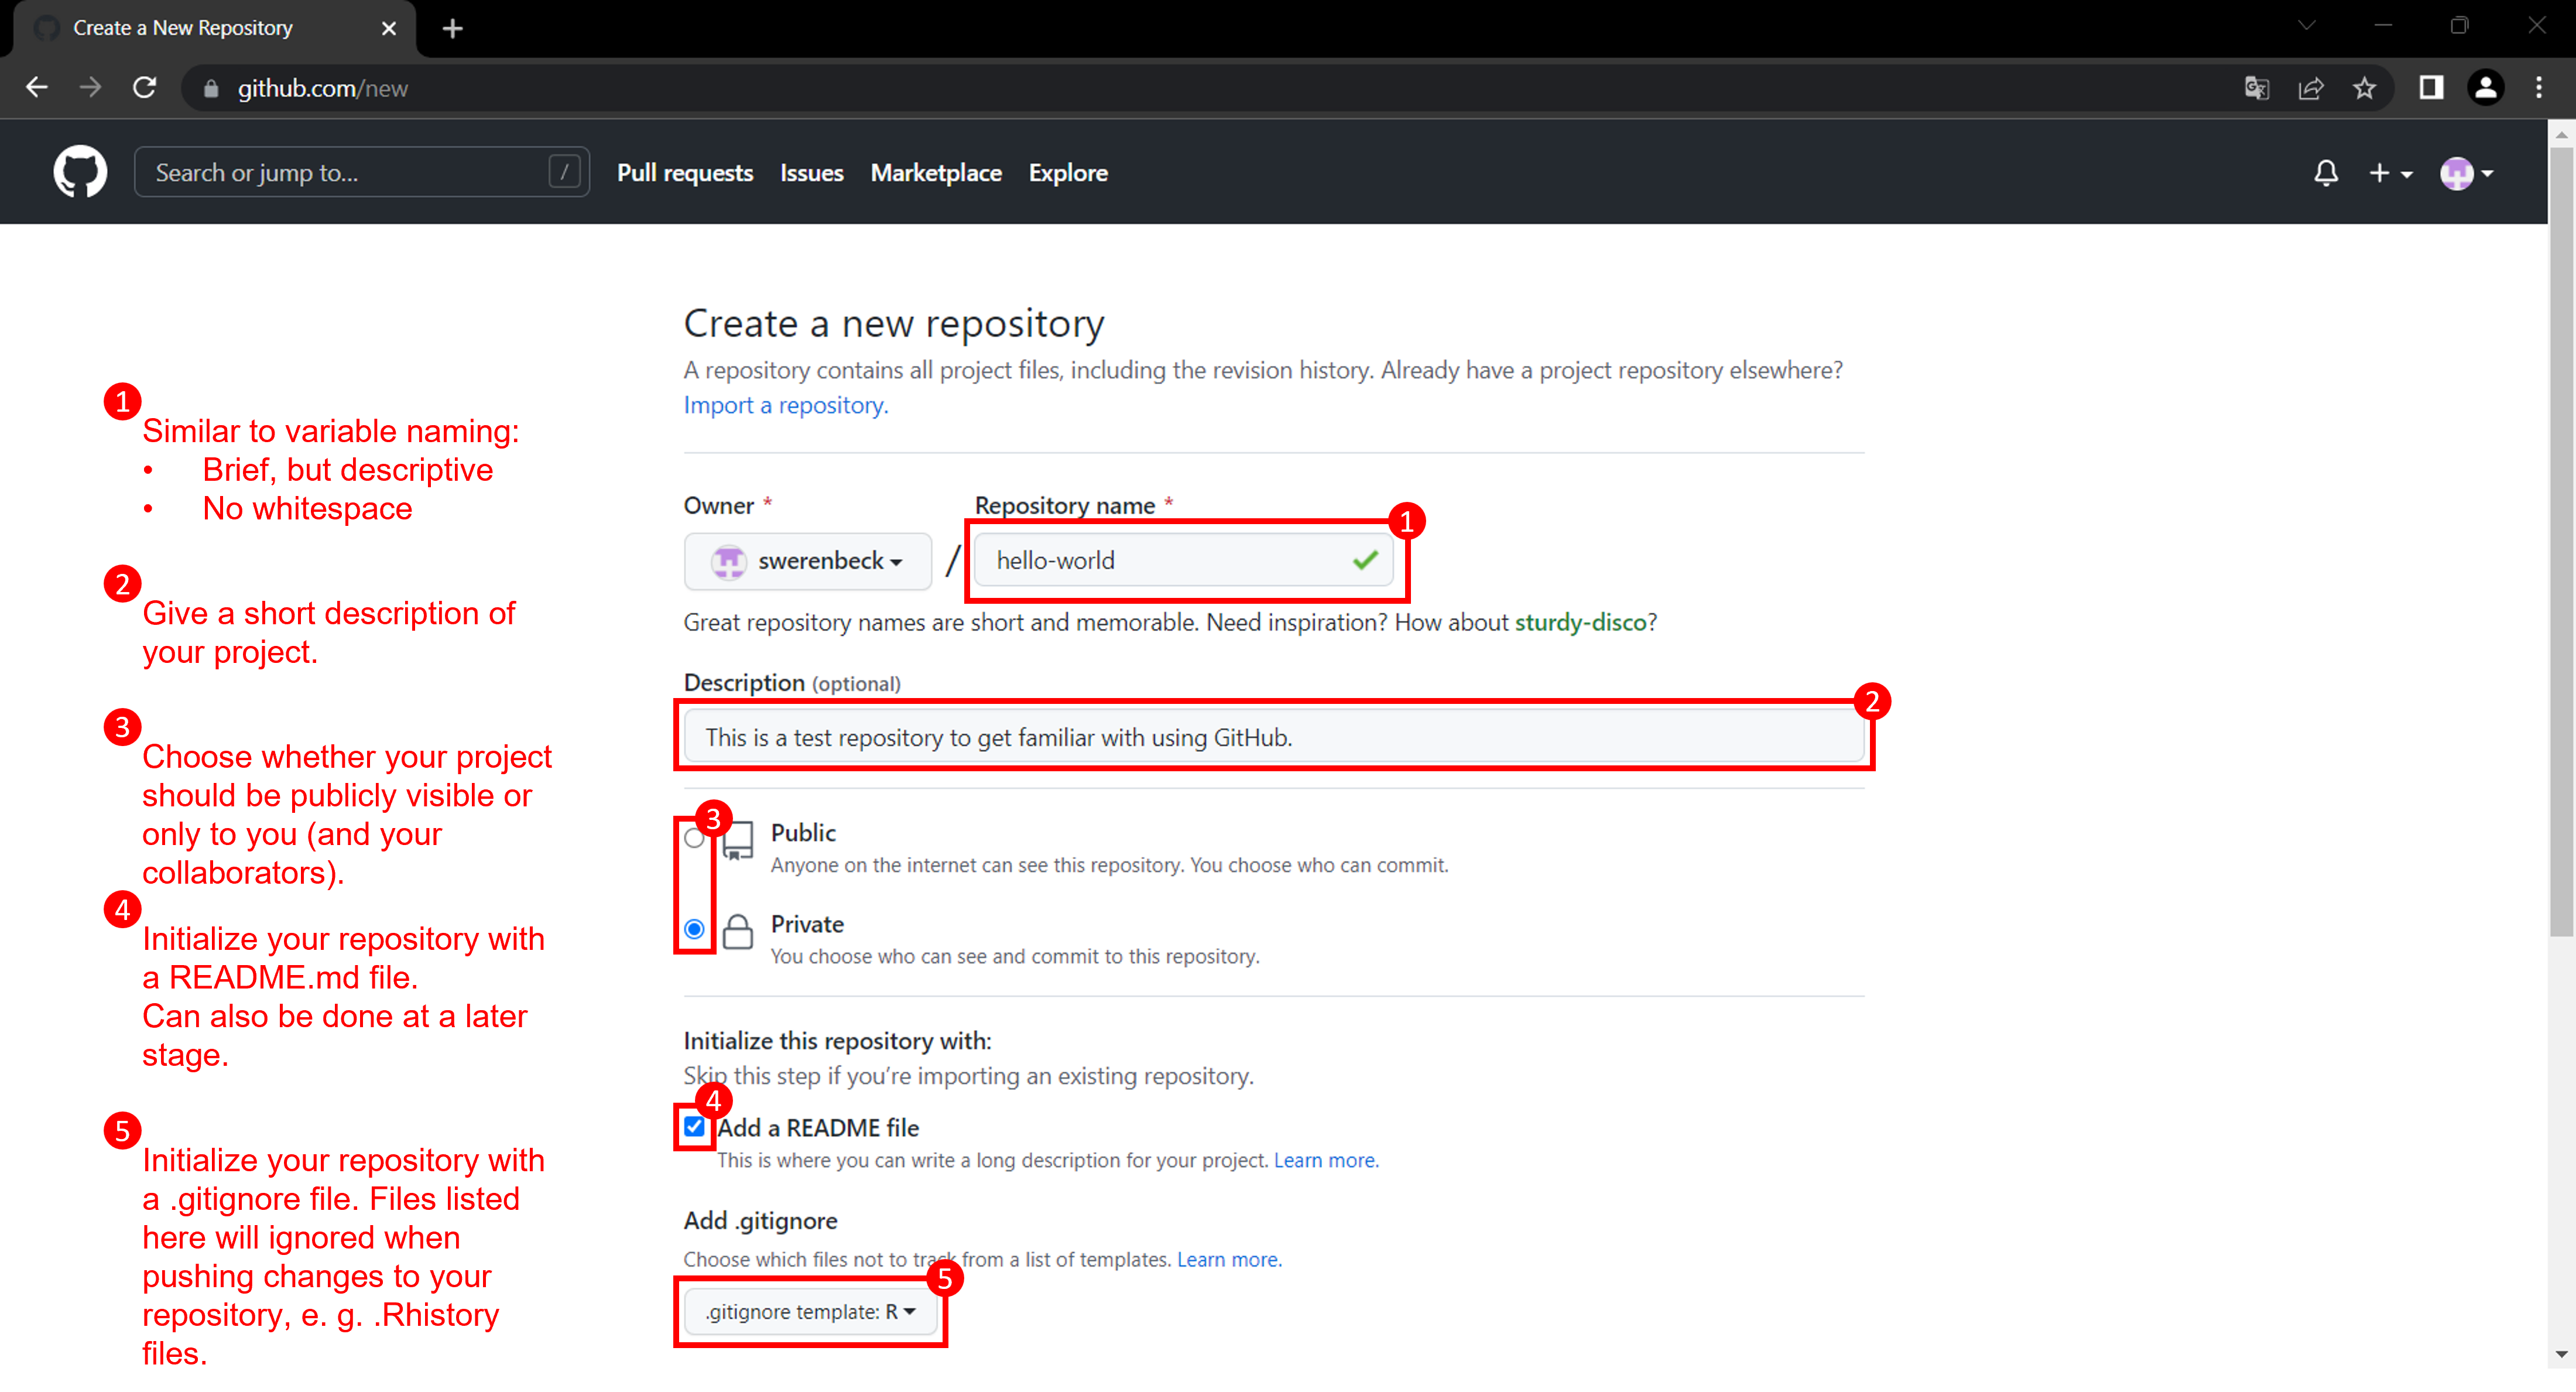 Create a New Repository
github.com/new
Search or jump to... /
Pull requests Issues Marketplace Explore
Create a new repository
A repository contains all project files, including the revision history. Already have a project repository elsewhere?
Import a repository.
1
Similar to variable naming:
• Brief, but descriptive
• No whitespace
2
Give a short description of
your project.
3
Choose whether your project
should be publicly visible or
only to you (and your
collaborators).
4
Initialize your repository with
a README.md file.
Can also be done at a later
stage.
5
Initialize your repository with
a .gitignore file. Files listed
here will ignored when
pushing changes to your
repository, e. g. .Rhistory
files.
Owner * Repository name *
1
swerenbeck / hello-world
Great repository names are short and memorable. Need inspiration? How about sturdy-disco?
Description (optional)
2
This is a test repository to get familiar with using GitHub.
3
Public
Anyone on the internet can see this repository. You choose who can commit.
Private
You choose who can see and commit to this repository.
Initialize this repository with:
Skip this step if you're importing an existing repository.
4
Add a README file
This is where you can write a long description for your project. Learn more.
Add .gitignore
Choose which files not to track from a list of templates. Learn more.
5
.gitignore template: R